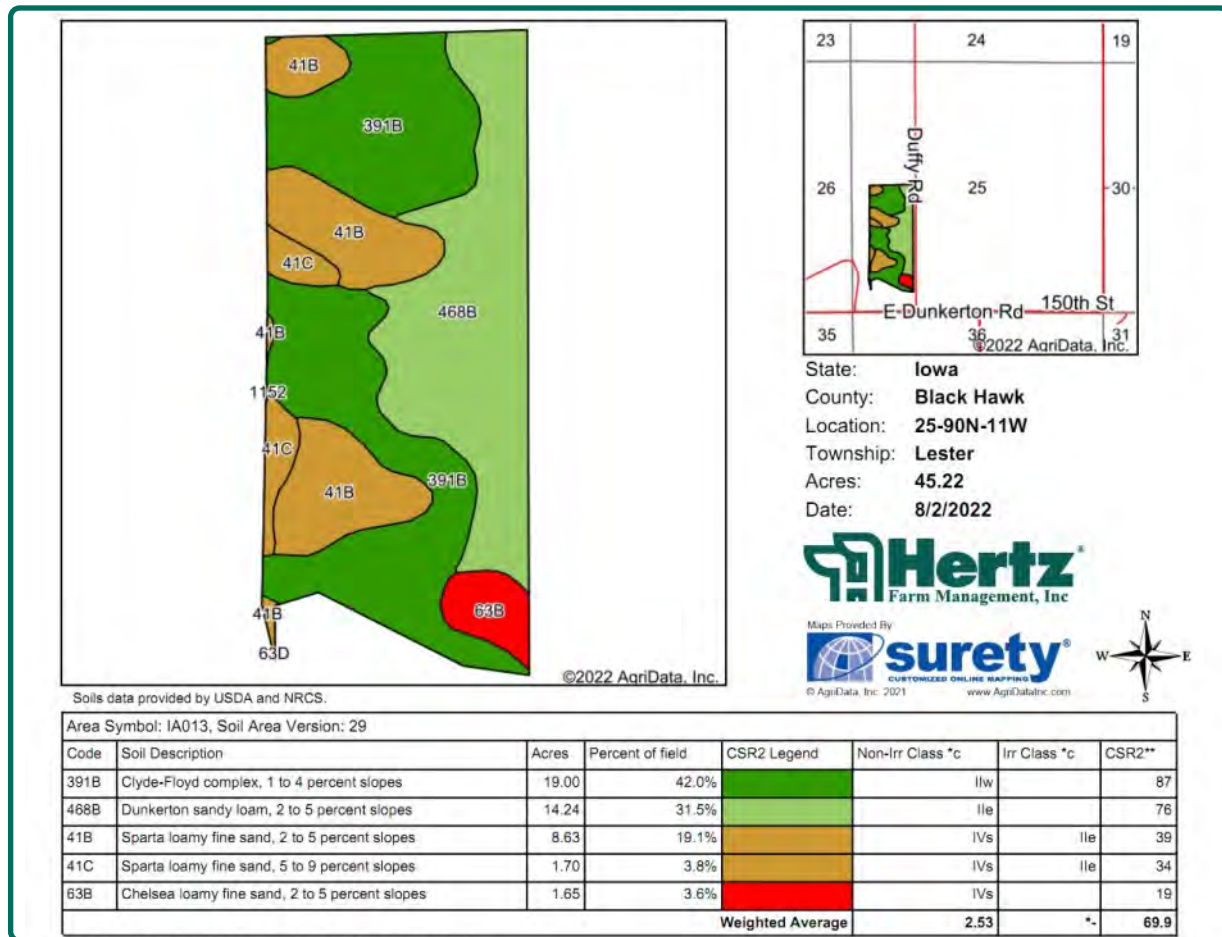 41B
391B
41B
41C
468B
41B
1152
41C
41B
391B
41B
63B
63D
©2022 AgriData, Inc.
23 24 19
Duffy Rd
26 25 30
E Dunkerton Rd 150th St
35 36 31
©2022 AgriData, Inc.
State: Iowa
County: Black Hawk
Location: 25-90N-11W
Township: Lester
Acres: 45.22
Date: 8/2/2022
Hertz®
Farm Management, Inc
Maps Provided By
surety®
CUSTOMIZED ONLINE MAPPING
© AgriData, Inc. 2021 www.AgriDataInc.com
N
W E
S
Soils data provided by USDA and NRCS.
Area Symbol: IA013, Soil Area Version: 29
Code Soil Description Acres Percent of field CSR2 Legend Non-Irr Class *c Irr Class *c CSR2**
391B Clyde-Floyd complex, 1 to 4 percent slopes 19.00 42.0% IIw 87
468B Dunkerton sandy loam, 2 to 5 percent slopes 14.24 31.5% IIe 76
41B Sparta loamy fine sand, 2 to 5 percent slopes 8.63 19.1% IVs IIe 39
41C Sparta loamy fine sand, 5 to 9 percent slopes 1.70 3.8% IVs IIe 34
63B Chelsea loamy fine sand, 2 to 5 percent slopes 1.65 3.6% IVs 19
Weighted Average 2.53 *- 69.9